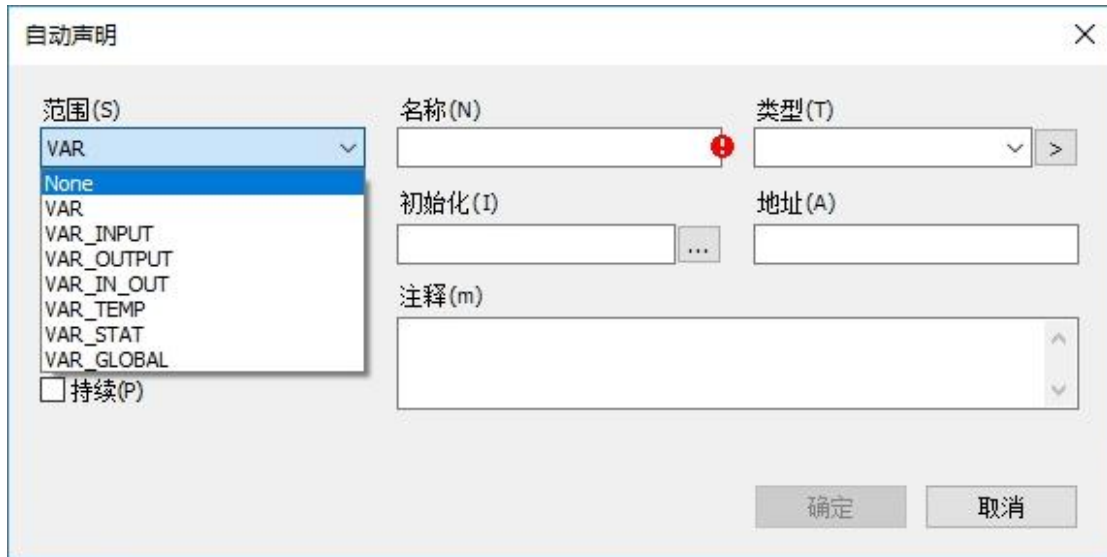 自动声明
范围(S)
名称(N)
类型(T)
VAR
>
None
VAR
VAR_INPUT
VAR_OUTPUT
VAR_IN_OUT
VAR_TEMP
VAR_STAT
VAR_GLOBAL
初始化(I)
地址(A)
...
注释(m)
持续(P)
确定
取消